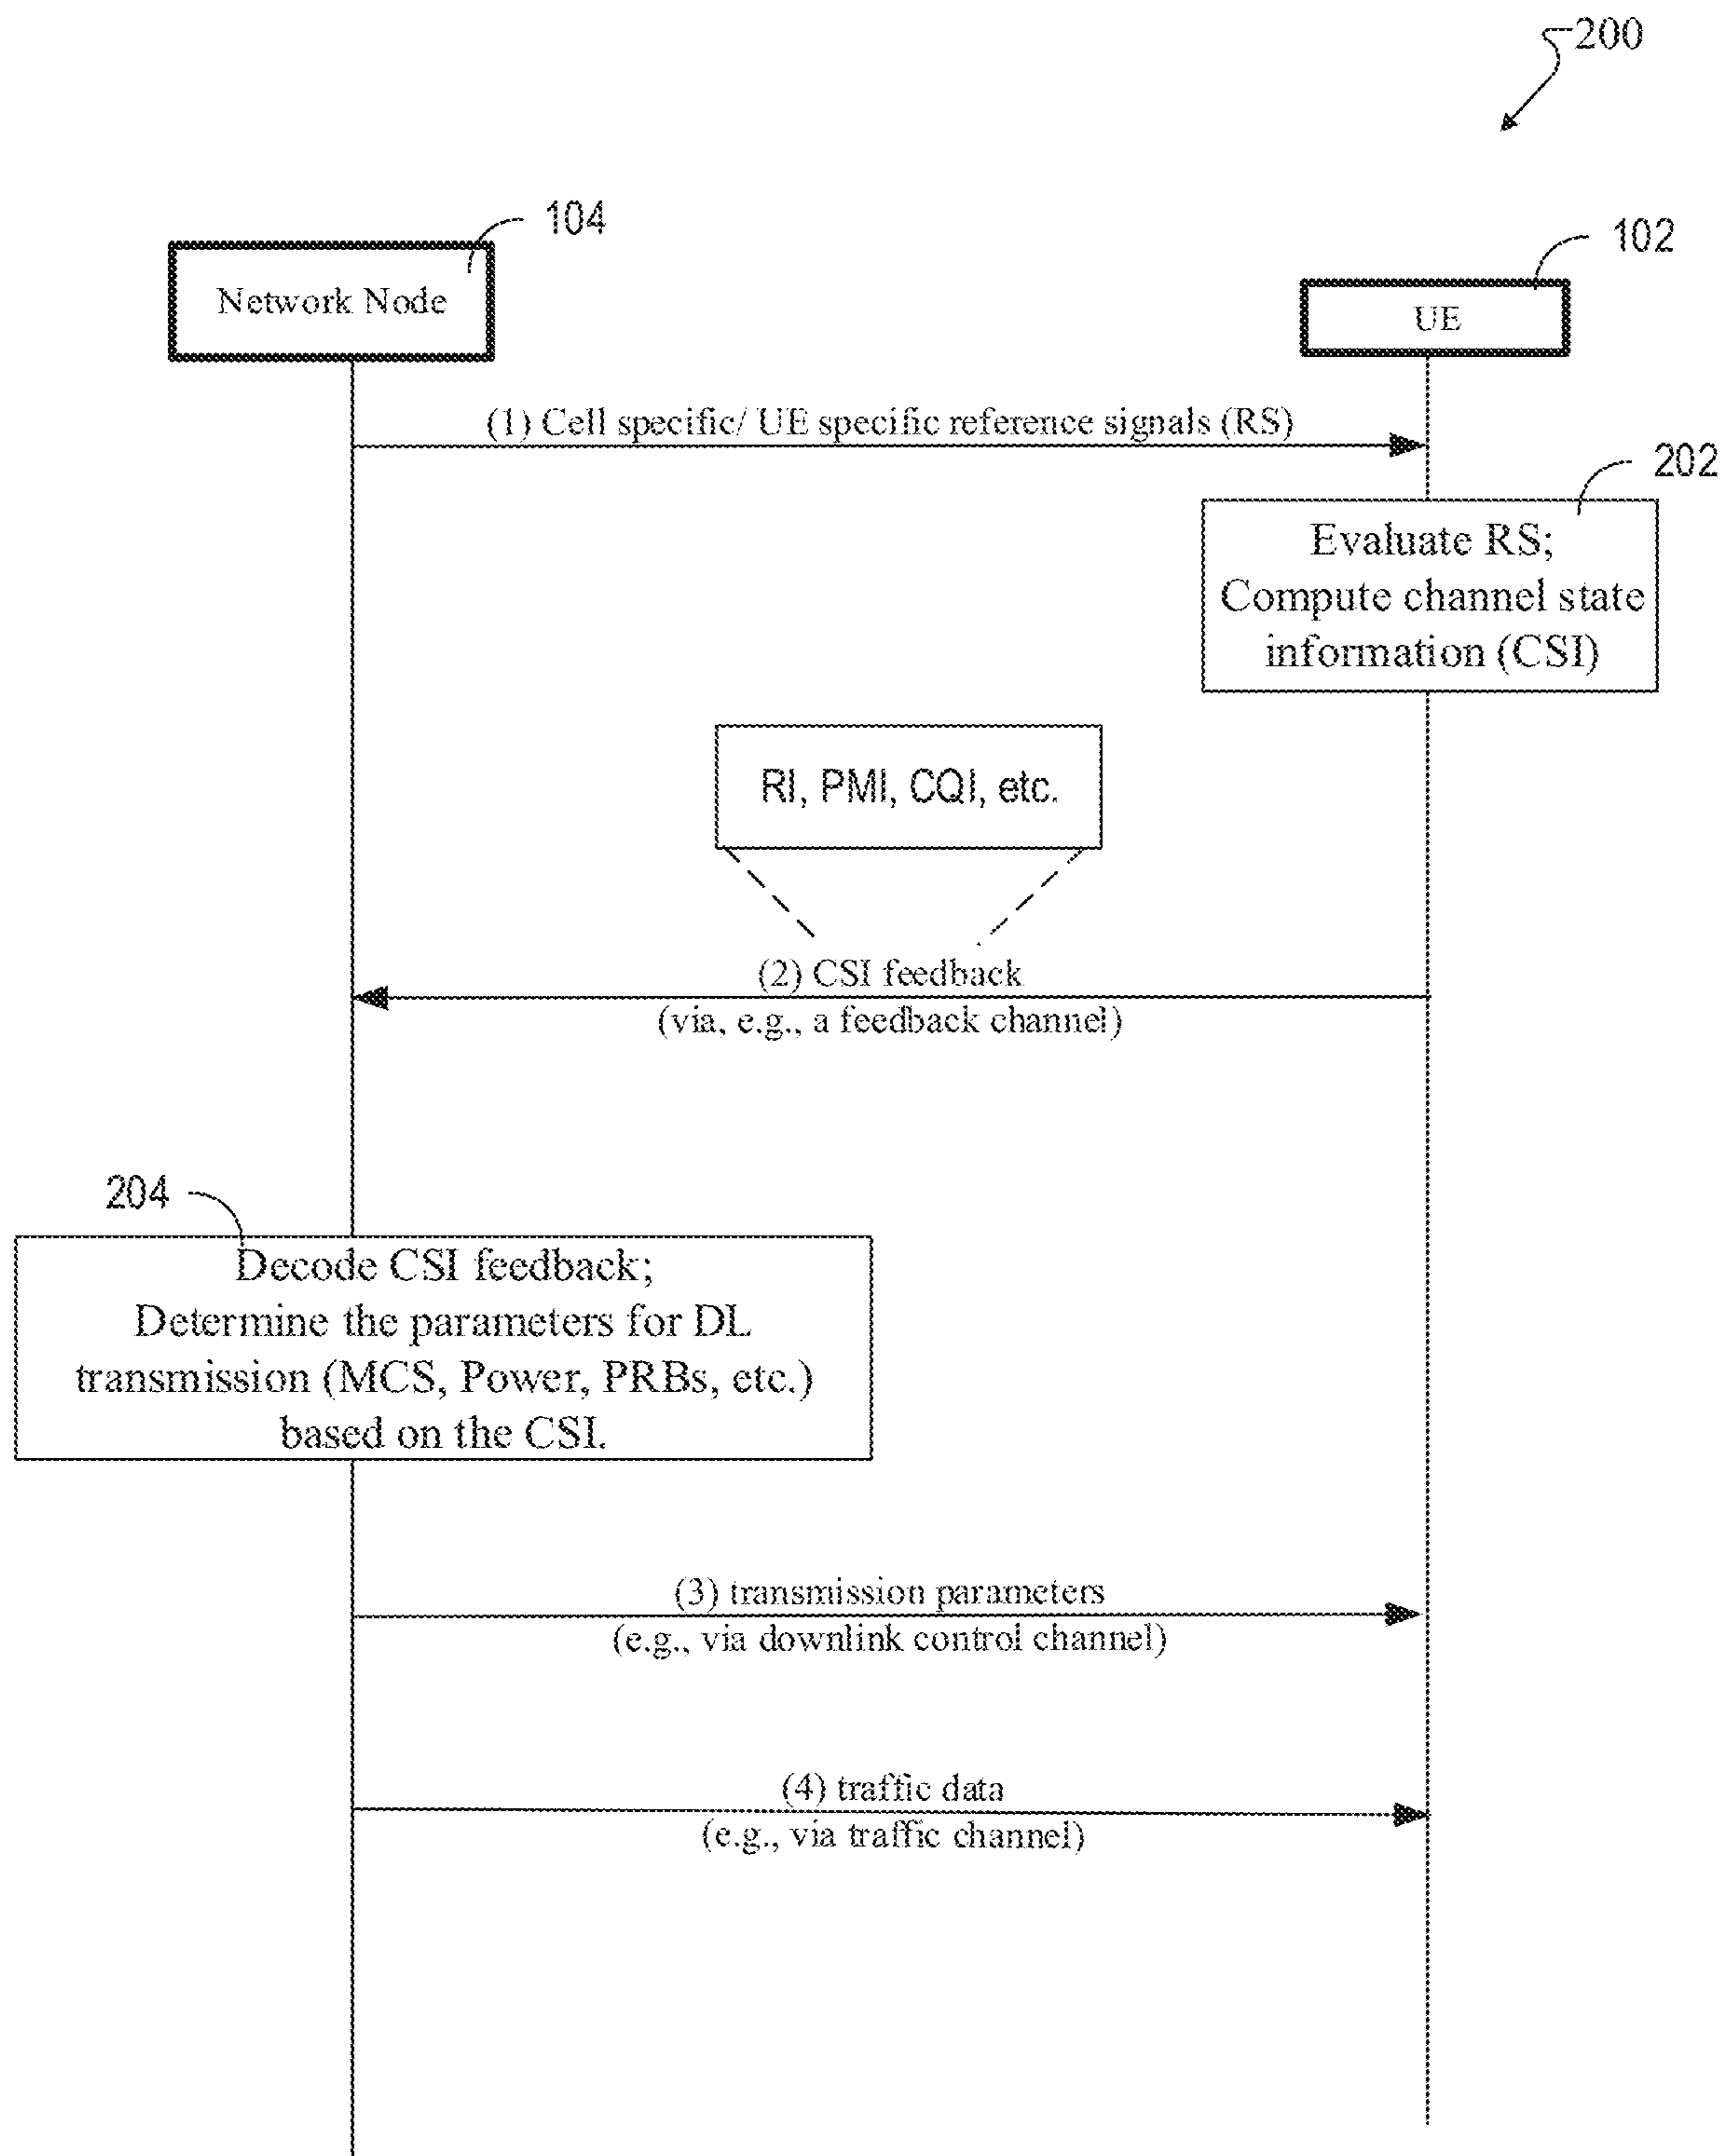 200
104
Network Node
102
UE
(1) Cell specific/ UE specific reference signals (RS)
202
Evaluate RS;
Compute channel state
information (CSI)
RI, PMI, CQI, etc.
(2) CSI feedback
(via, e.g., a feedback channel)
204
Decode CSI feedback;
Determine the parameters for DL
transmission (MCS, Power, PRBs, etc.)
based on the CSI.
(3) transmission parameters
(e.g., via downlink control channel)
(4) traffic data
(e.g., via traffic channel)